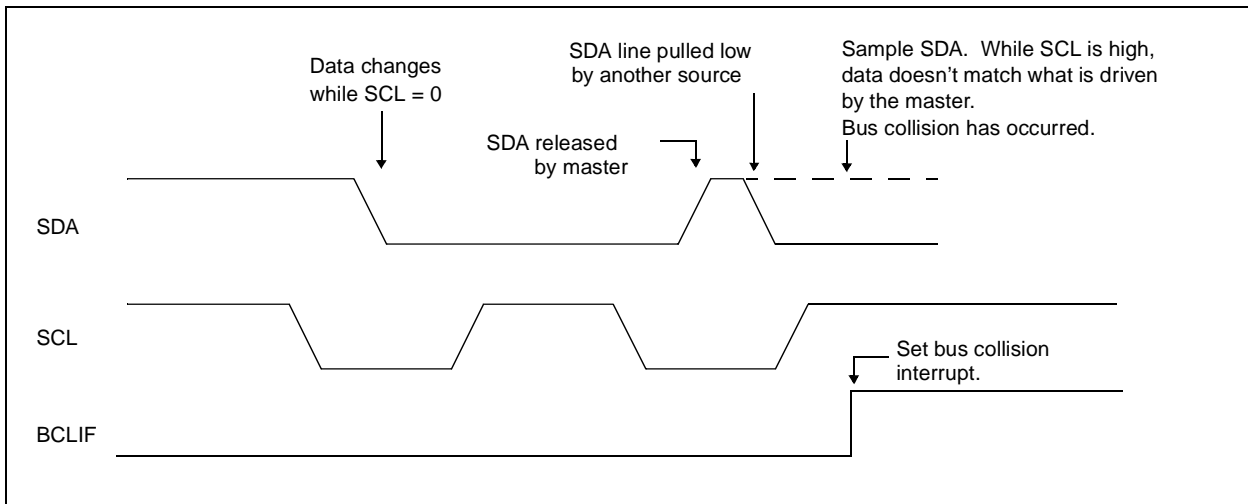 Data changes
while SCL = 0
SDA line pulled low
by another source
Sample SDA.  While SCL is high,
data doesn't match what is driven
by the master.
Bus collision has occurred.
SDA released
by master
SDA
SCL
Set bus collision
interrupt.
BCLIF